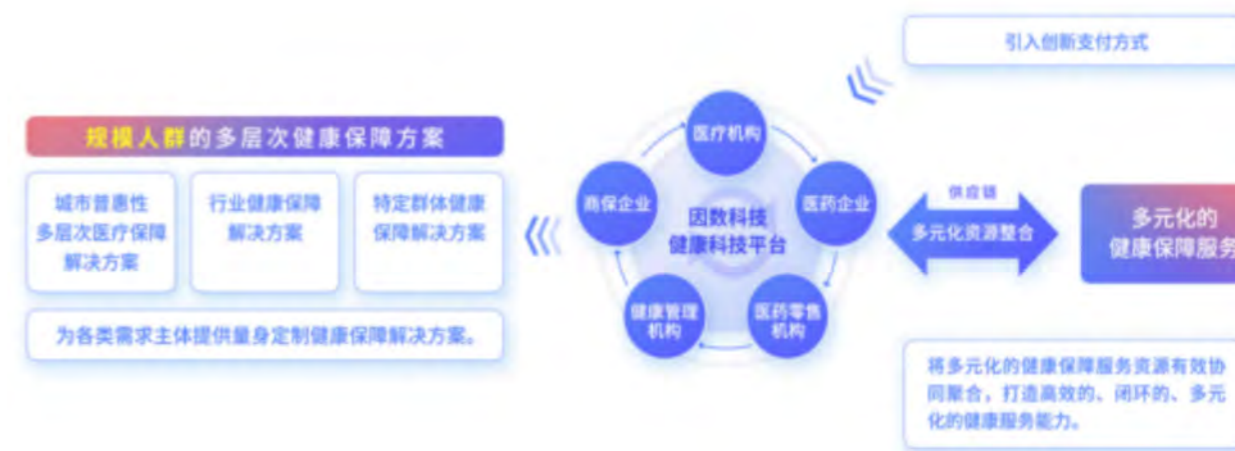 引入创新支付方式
规模人群的多层次健康保障方案
城市普惠性
多层次医疗保障
解决方案
行业健康保障
解决方案
特定群体健康
保障解决方案
为各类需求主体提供量身定制健康保障解决方案。
医疗机构
商保企业
医药企业
因数科技
健康科技平台
健康管理
机构
医药零售
机构
供应链
多元化资源整合
多元化的
健康保障服务
将多元化的健康保障服务资源有效协
同聚合，打造高效的、闭环的、多元
化的健康服务能力。